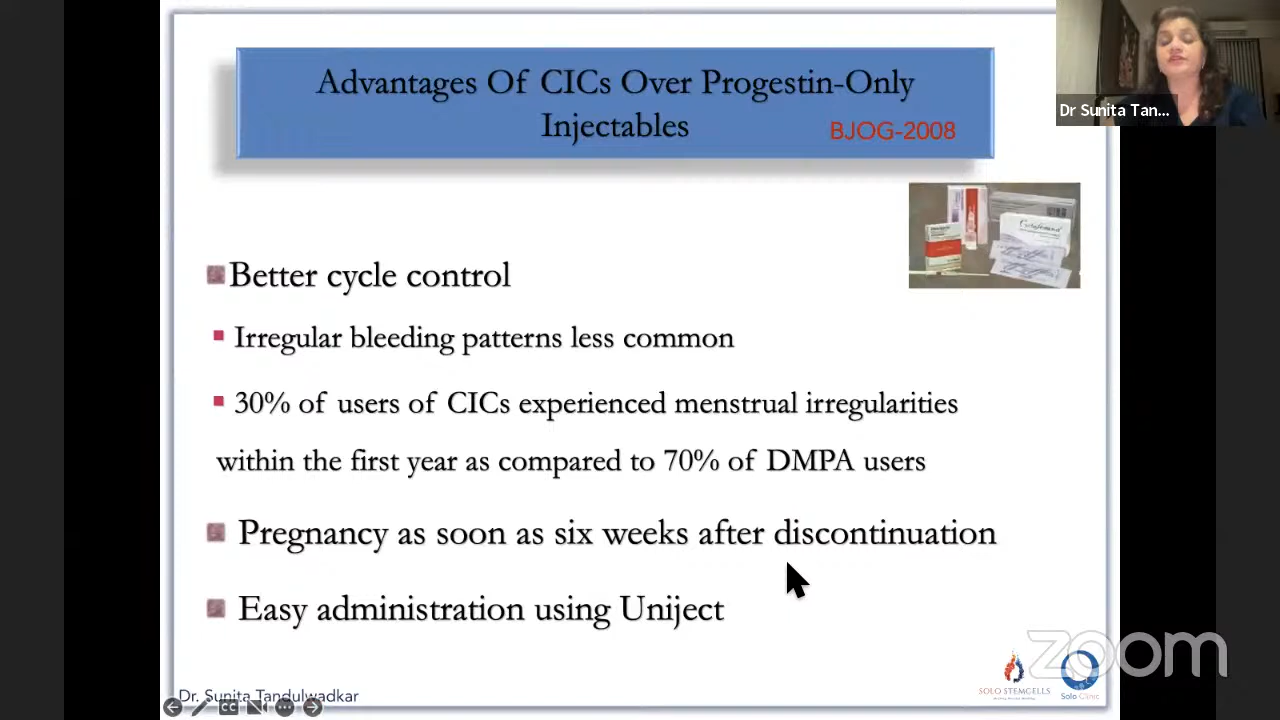 Advantages Of CICs Over Progestin-Only
Injectables
BJOG-2008
Dr Sunita Tan...
Better cycle control
Irregular bleeding patterns less common
30% of users of CICs experienced menstrual irregularities
within the first year as compared to 70% of DMPA users
Pregnancy as soon as six weeks after discontinuation
Easy administration using Uniject
zoom
SOLO STEMCELLS
Solo Clinic
Dr. Sunita Tandulwadkar
CC